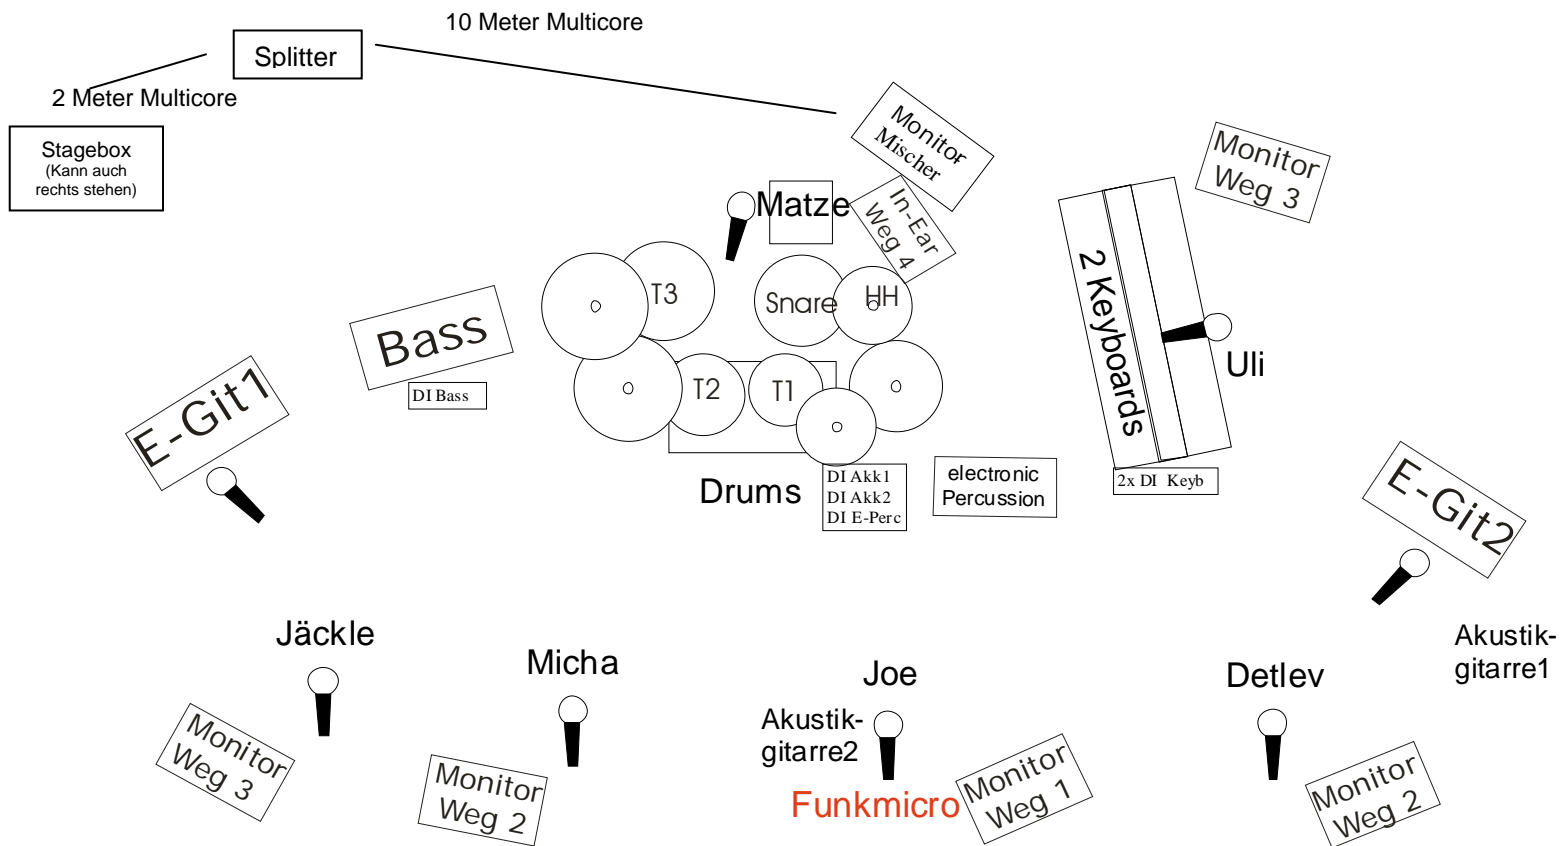 10 Meter Multicore
Splitter
2 Meter Multicore
Stagebox
(Kann auch
rechts stehen)
Monitor
Mischer
Monitor
Weg 3
Matze
In-Ear
Weg 4
T3
Snare
HH
2 Keyboards
Bass
DI Bass
Uli
E-Git1
T2
T1
Drums
DI Akk1
DI Akk2
DI E-Perc
electronic
Percussion
2x DI Keyb
E-Git2
Jäckle
Micha
Joe
Detlev
Akustik-
gitarre1
Akustik-
gitarre2
Monitor
Weg 3
Monitor
Weg 2
Funkmicro
Monitor
Weg 1
Monitor
Weg 2